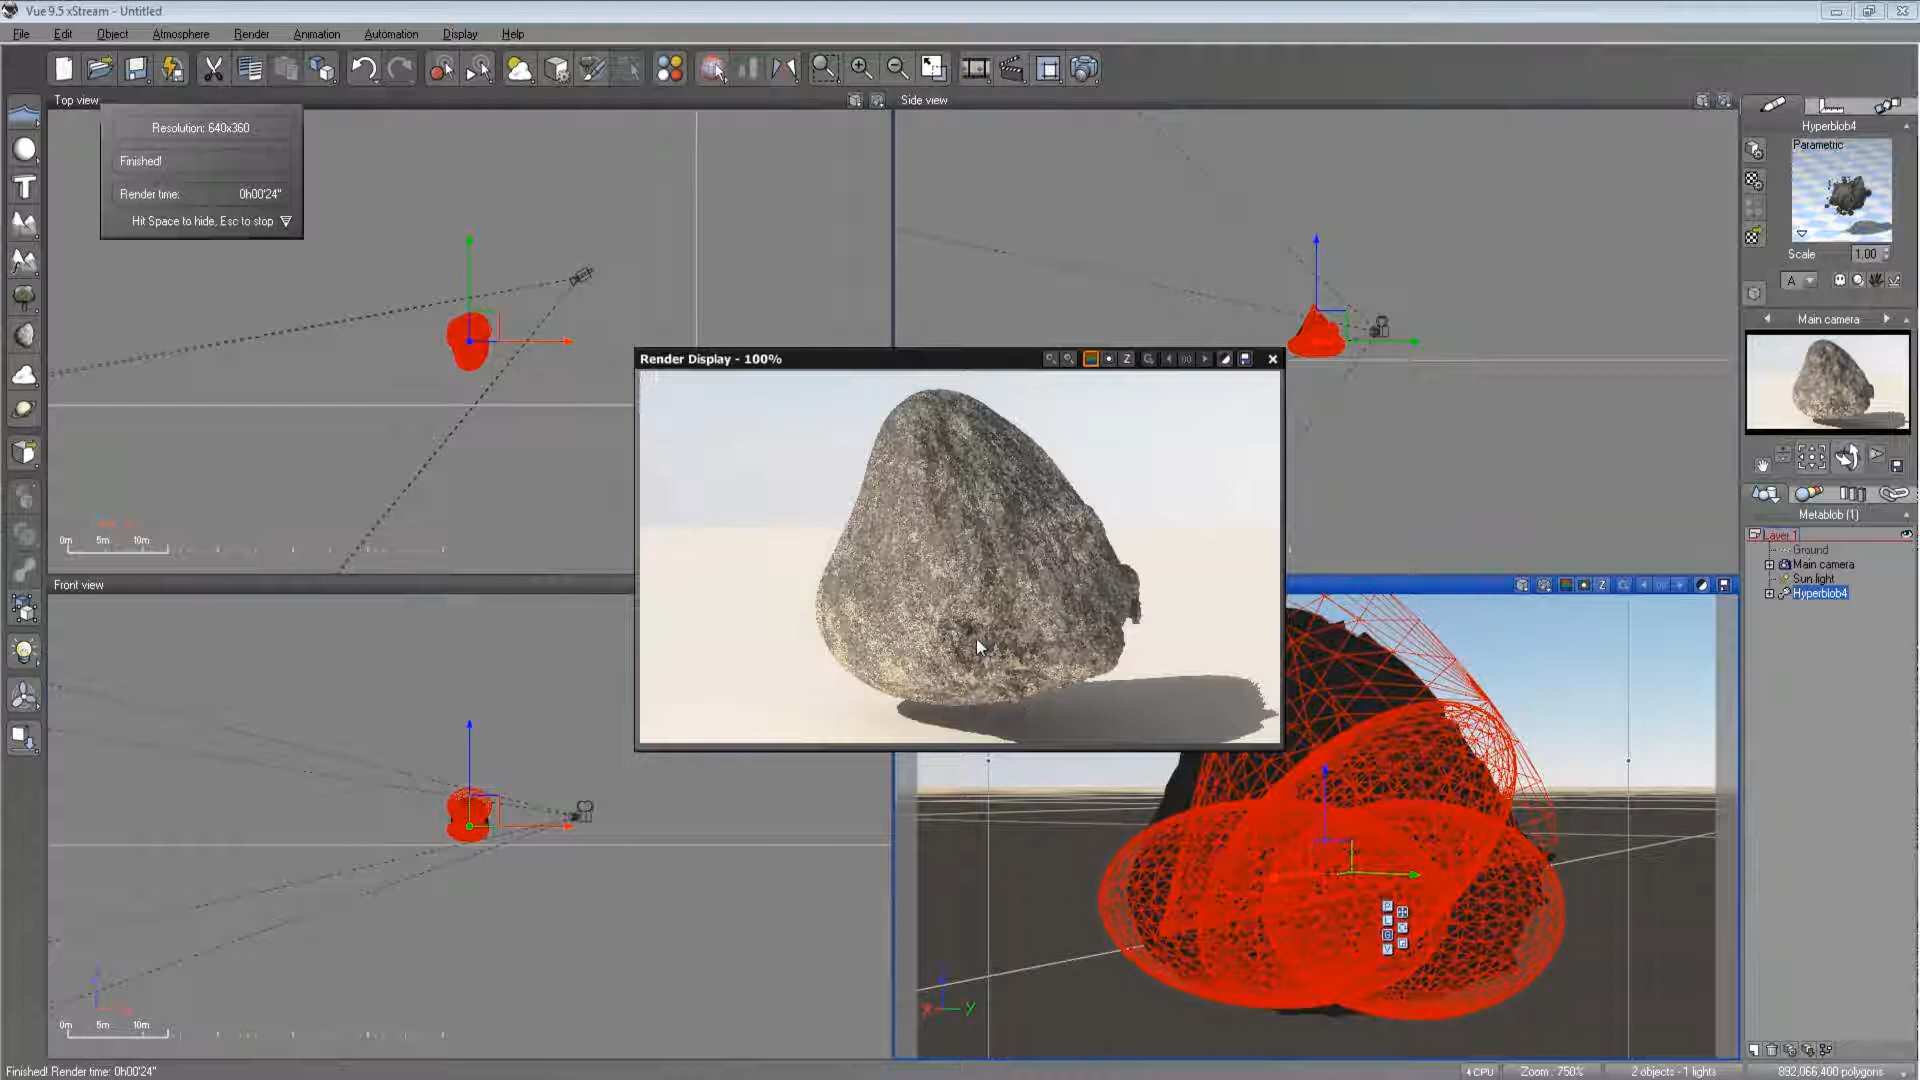 Vue 9.5 xStream - Untitled
File Edit Object Atmosphere Render Animation Automation Display Help
Top view
Side view
Resolution: 640x360
Finished!
Render time: 0h00'24"
Hit Space to hide, Esc to stop
0m 5m 10m
Front view
0m 5m 10m
Render Display - 100%
Z
Z
X Y
Hyperblob4
Parametric
Scale 1.00
A
Main camera
Metablob (1)
Layer 1
Ground
Main camera
Sun light
Hyperblob4
Finished! Render time: 0h00'24"
4 CPU
Zoom : 750%
2 objects - 1 lights
892,066,400 polygons